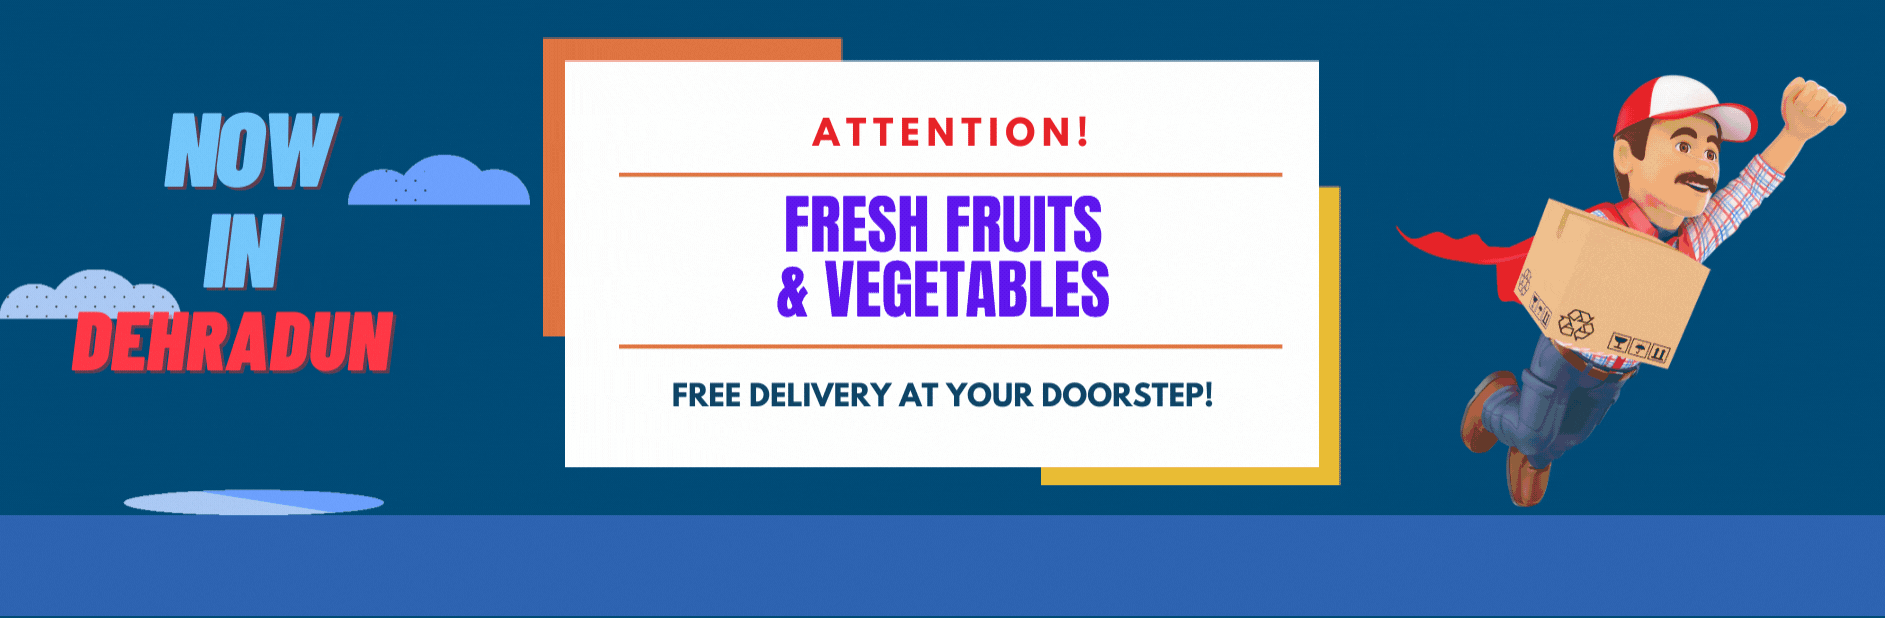 NOW
IN
DEHRADUN
ATTENTION!
FRESH FRUITS
& VEGETABLES
FREE DELIVERY AT YOUR DOORSTEP!